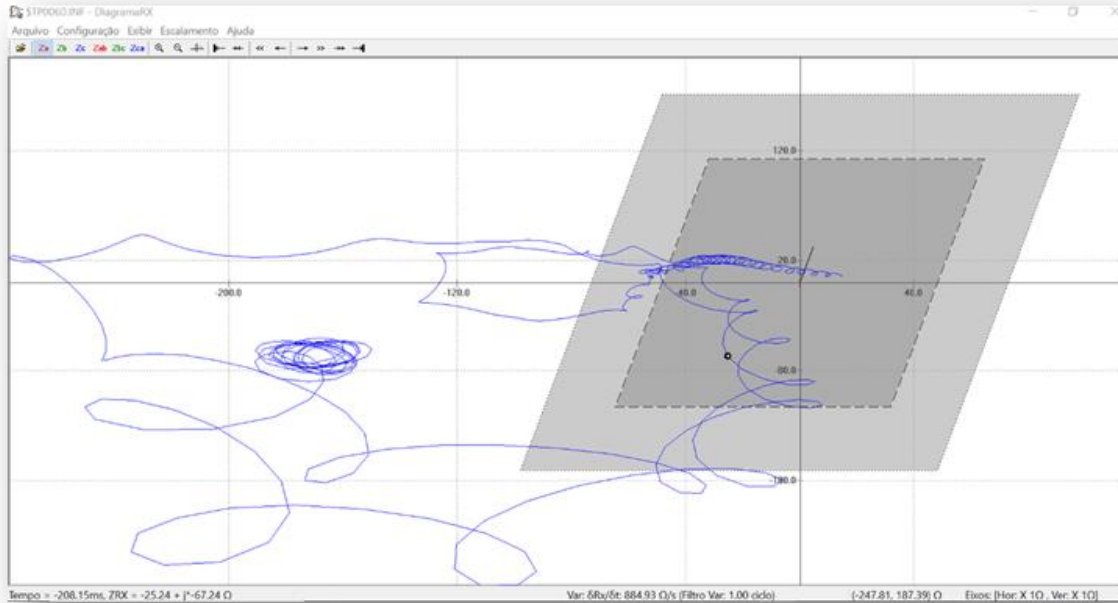 $TP0060.INF - DiagramaRX
Arquivo Configuração Exibir Escalamento Ajuda
Za Zb Zc Zab Zbc Zca
120.0
20.0
-200.0 -120.0 -40.0 40.0
-80.0
-180.0
Tempo = -208.15ms, ZRX = -25.24 + j*-67.24 Ω Var: δRx/δt: 884.93 Ω/s (Filtro Var: 1.00 ciclo) (-247.81, 187.39) Ω Eixos: [Hor: X 1Ω , Ver: X 1Ω]